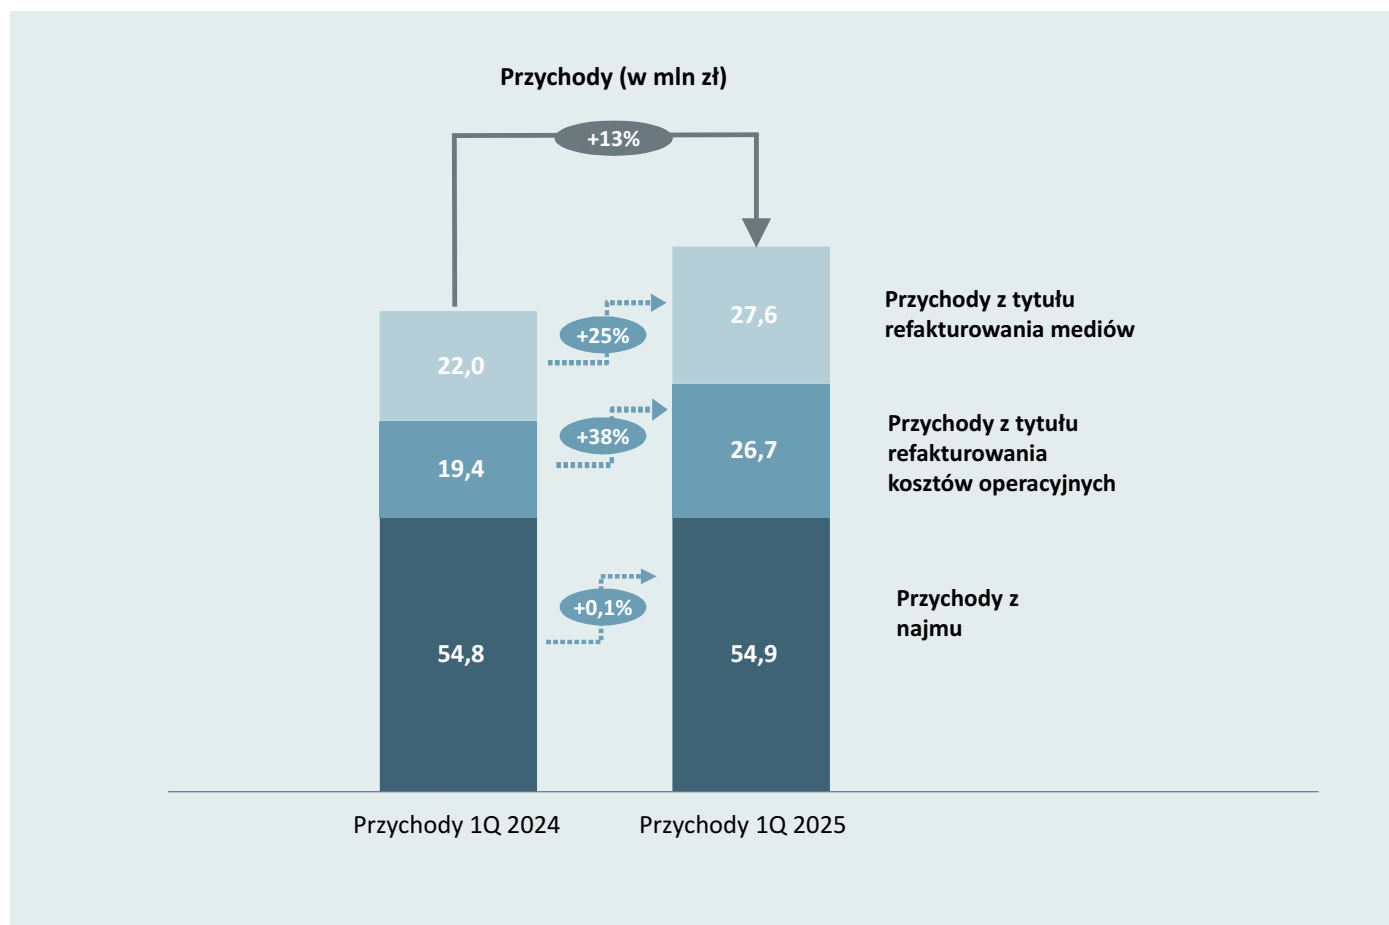 Przychody (w mln zł)
+13%
27,6
Przychody z tytułu
refakturowania mediów
+25%
22,0
Przychody z tytułu
refakturowania
kosztów operacyjnych
+38%
26,7
19,4
Przychody z
najmu
+0,1%
54,8
54,9
Przychody 1Q 2024
Przychody 1Q 2025